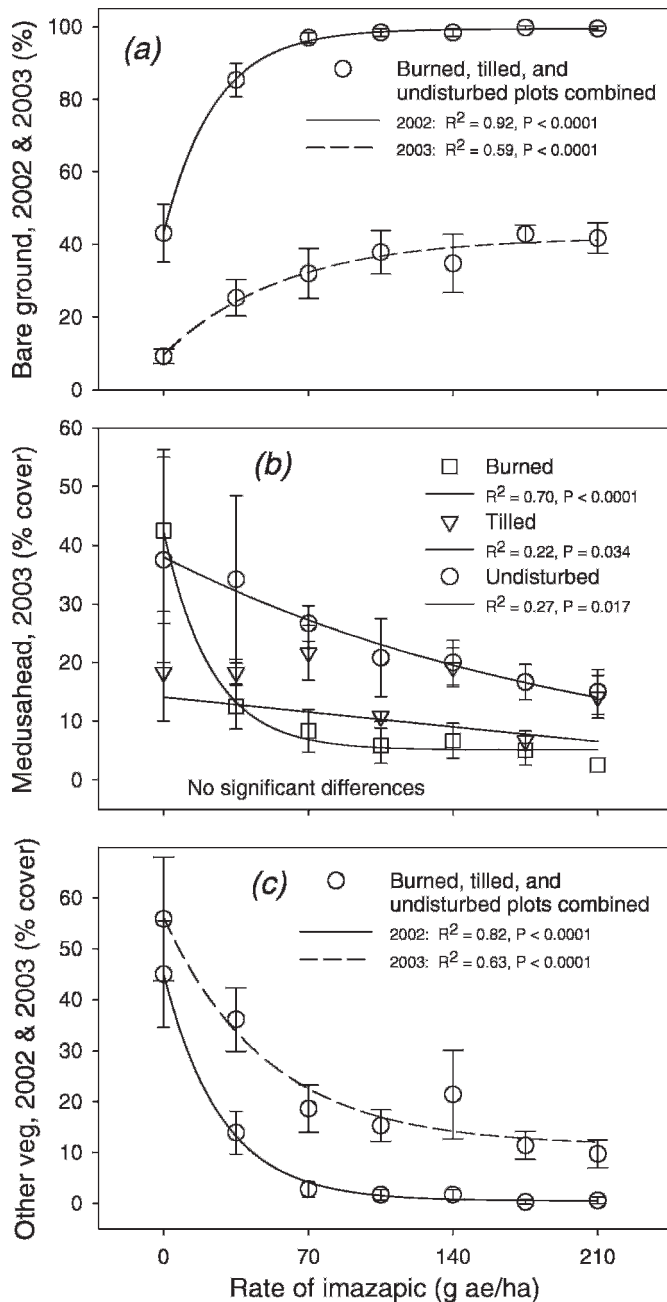 (a)
Bare ground, 2002 & 2003 (%)
100
80
60
40
20
0
Burned, tilled, and
undisturbed plots combined
2002: R² = 0.92, P < 0.0001
2003: R² = 0.59, P < 0.0001
(b)
Medusahead, 2003 (% cover)
60
50
40
30
20
10
0
Burned
R² = 0.70, P < 0.0001
Tilled
R² = 0.22, P = 0.034
Undisturbed
R² = 0.27, P = 0.017
No significant differences
(c)
Other veg, 2002 & 2003 (% cover)
60
50
40
30
20
10
0
Burned, tilled, and
undisturbed plots combined
2002: R² = 0.82, P < 0.0001
2003: R² = 0.63, P < 0.0001
0 70 140 210
Rate of imazapic (g ae/ha)